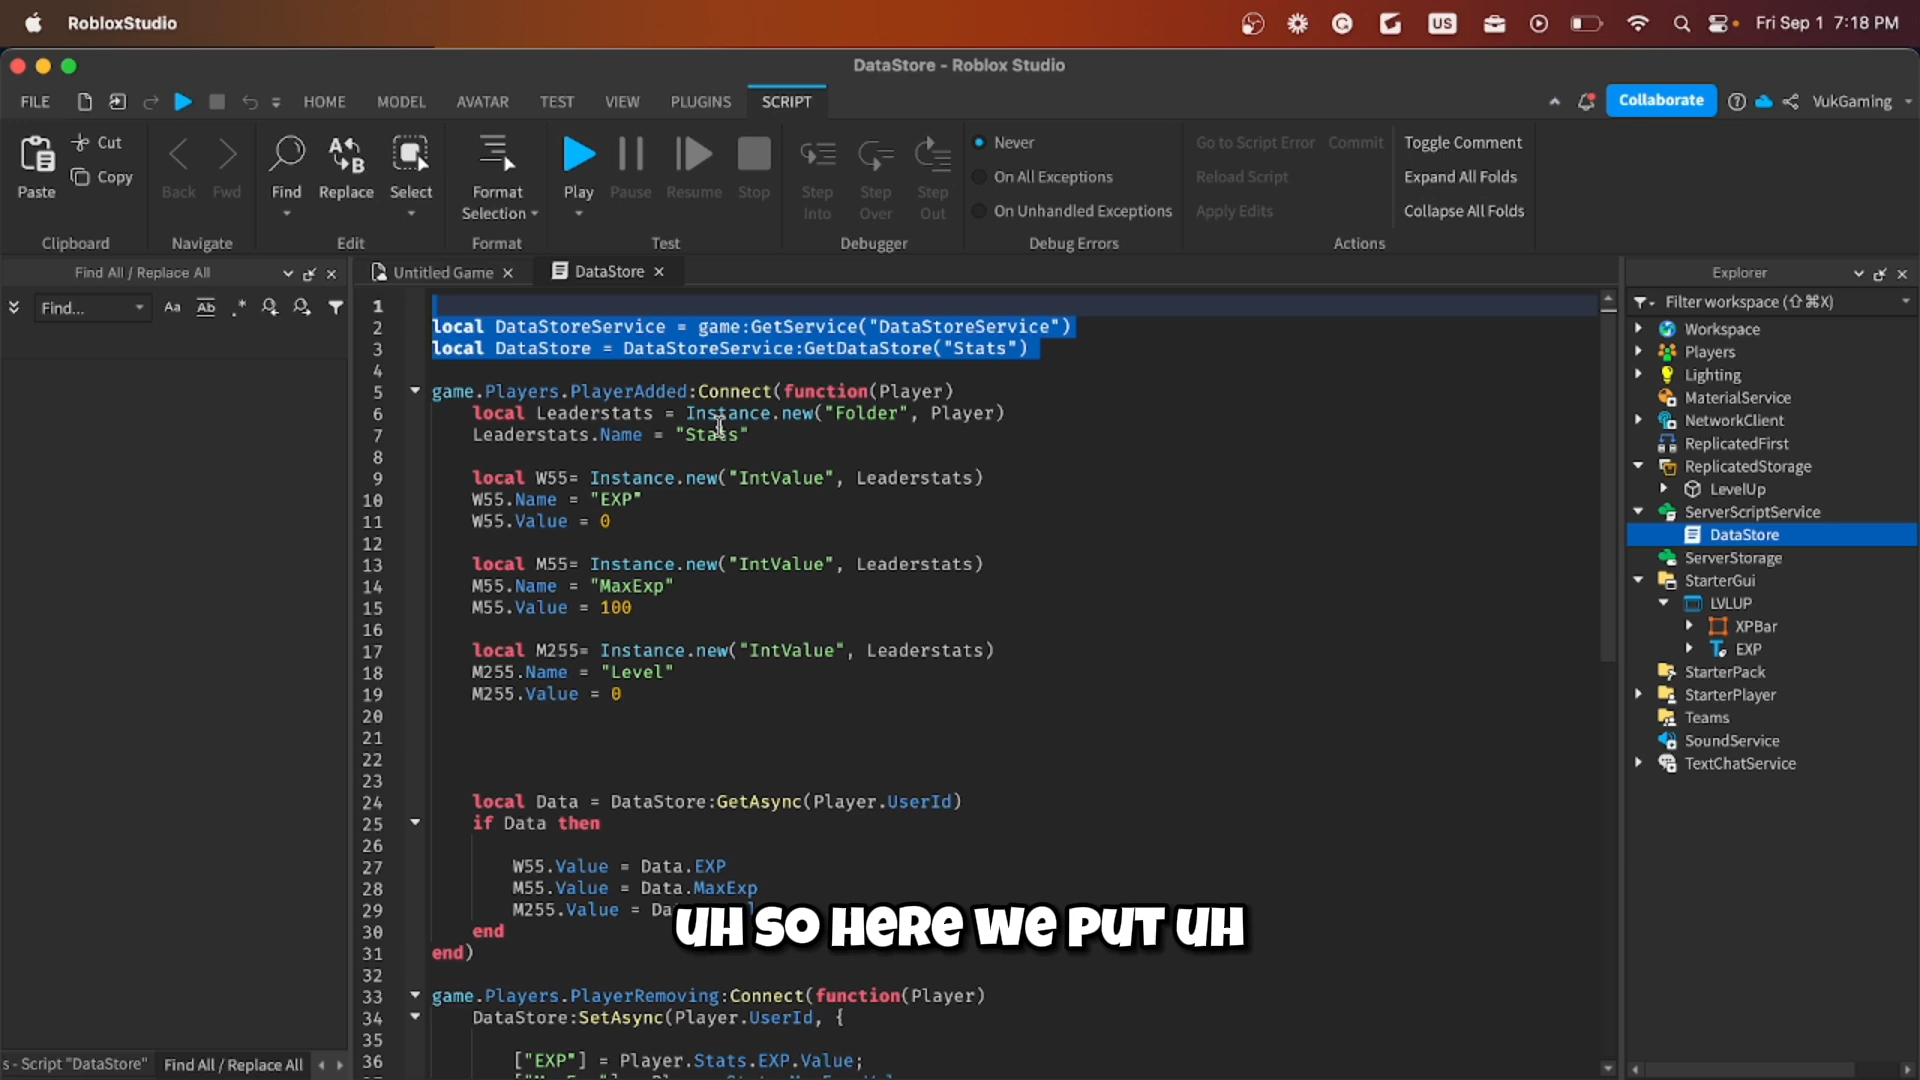 RobloxStudio
US
Fri Sep 1 7:18 PM
DataStore - Roblox Studio
FILE
HOME
MODEL
AVATAR
TEST
VIEW
PLUGINS
SCRIPT
Collaborate
VukGaming
Paste
Cut
Copy
Clipboard
Back
Fwd
Navigate
Find
Replace
Select
Edit
Format
Selection
Format
Play
Pause
Resume
Stop
Test
Step
Into
Step
Over
Step
Out
Debugger
Never
On All Exceptions
On Unhandled Exceptions
Debug Errors
Go to Script Error
Commit
Reload Script
Apply Edits
Toggle Comment
Expand All Folds
Collapse All Folds
Actions
Find All / Replace All
Find...
Aa
Ab
Untitled Game
DataStore
1
2 local DataStoreService = game:GetService("DataStoreService")
3 local DataStore = DataStoreService:GetDataStore("Stats")
4
5 game.Players.PlayerAdded:Connect(function(Player)
6 local Leaderstats = Instance.new("Folder", Player)
7 Leaderstats.Name = "Stats"
8
9 local W55= Instance.new("IntValue", Leaderstats)
10 W55.Name = "EXP"
11 W55.Value = 0
12
13 local M55= Instance.new("IntValue", Leaderstats)
14 M55.Name = "MaxExp"
15 M55.Value = 100
16
17 local M255= Instance.new("IntValue", Leaderstats)
18 M255.Name = "Level"
19 M255.Value = 0
20
21
22
23
24 local Data = DataStore:GetAsync(Player.UserId)
25 if Data then
26
27 W55.Value = Data.EXP
28 M55.Value = Data.MaxExp
29 M255.Value = Da
30 end
31 end)
32
33 game.Players.PlayerRemoving:Connect(function(Player)
34 DataStore:SetAsync(Player.UserId, {
35
36 ["EXP"] = Player.Stats.EXP.Value;
UH SO HERE WE PUT UH
Explorer
Filter workspace (⇧⌘X)
Workspace
Players
Lighting
MaterialService
NetworkClient
ReplicatedFirst
ReplicatedStorage
LevelUp
ServerScriptService
DataStore
ServerStorage
StarterGui
LVLUP
XPBar
EXP
StarterPack
StarterPlayer
Teams
SoundService
TextChatService
s - Script "DataStore"
Find All / Replace All